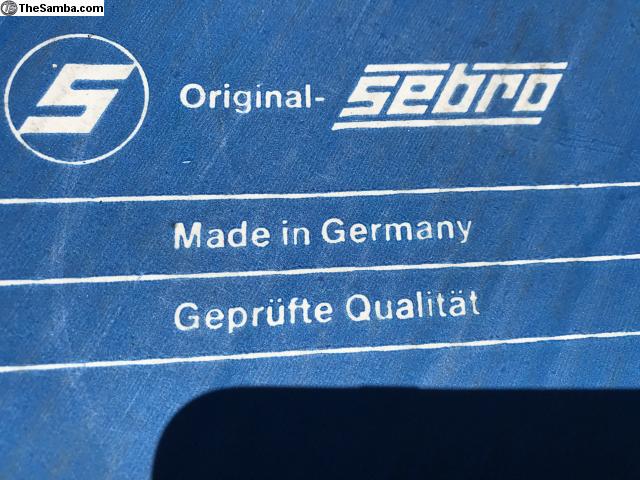 TheSamba.com
S
Original- sebro
Made in Germany
Geprüfte Qualität